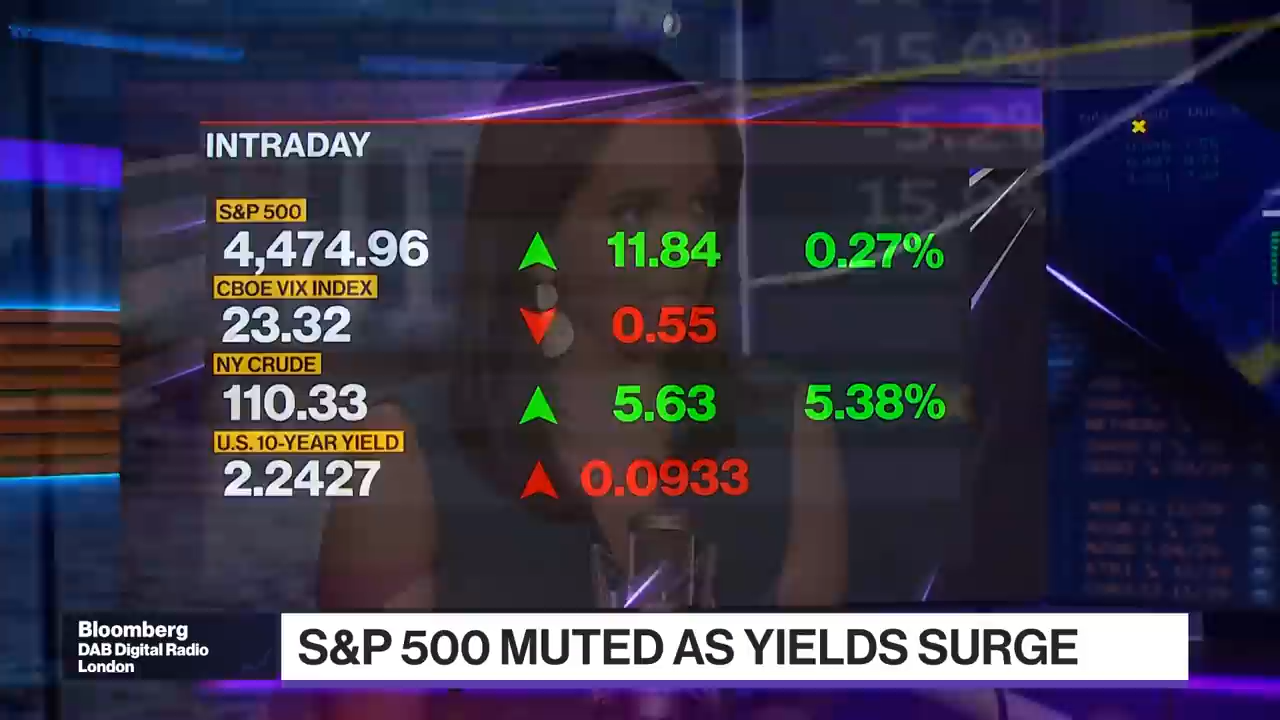 INTRADAY
S&P 500
4,474.96 11.84 0.27%
CBOE VIX INDEX
23.32 0.55
NY CRUDE
110.33 5.63 5.38%
U.S. 10-YEAR YIELD
2.2427 0.0933
Bloomberg
DAB Digital Radio
London
S&P 500 MUTED AS YIELDS SURGE